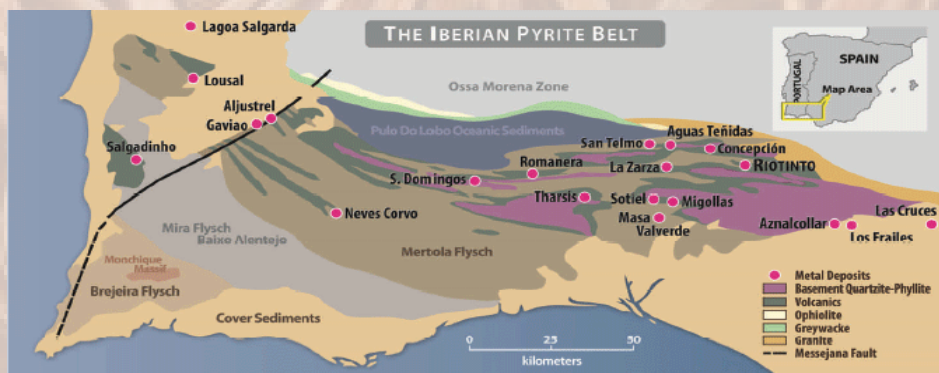 THE IBERIAN PYRITE BELT
Lagoa Salgarda
SPAIN
PORTUGAL
Map Area
Lousal
Ossa Morena Zone
Aljustrel
Gaviao
Pulo Do Lobo Oceanic Sediments
San Telmo
Aguas Teñidas
Concepción
Salgadinho
Romanera
La Zarza
RIOTINTO
S. Domingos
Tharsis
Sotiel
Migollas
Neves Corvo
Masa
Valverde
Aznalcollar
Las Cruces
Los Frailes
Mira Flysch
Baixo Alontejo
Mertola Flysch
Monchique
Massif
Brejeira Flysch
Cover Sediments
0 25 50
kilometers
Metal Deposits
Basement Quartzite-Phyllite
Volcanics
Ophiolite
Greywacke
Granite
Messejana Fault